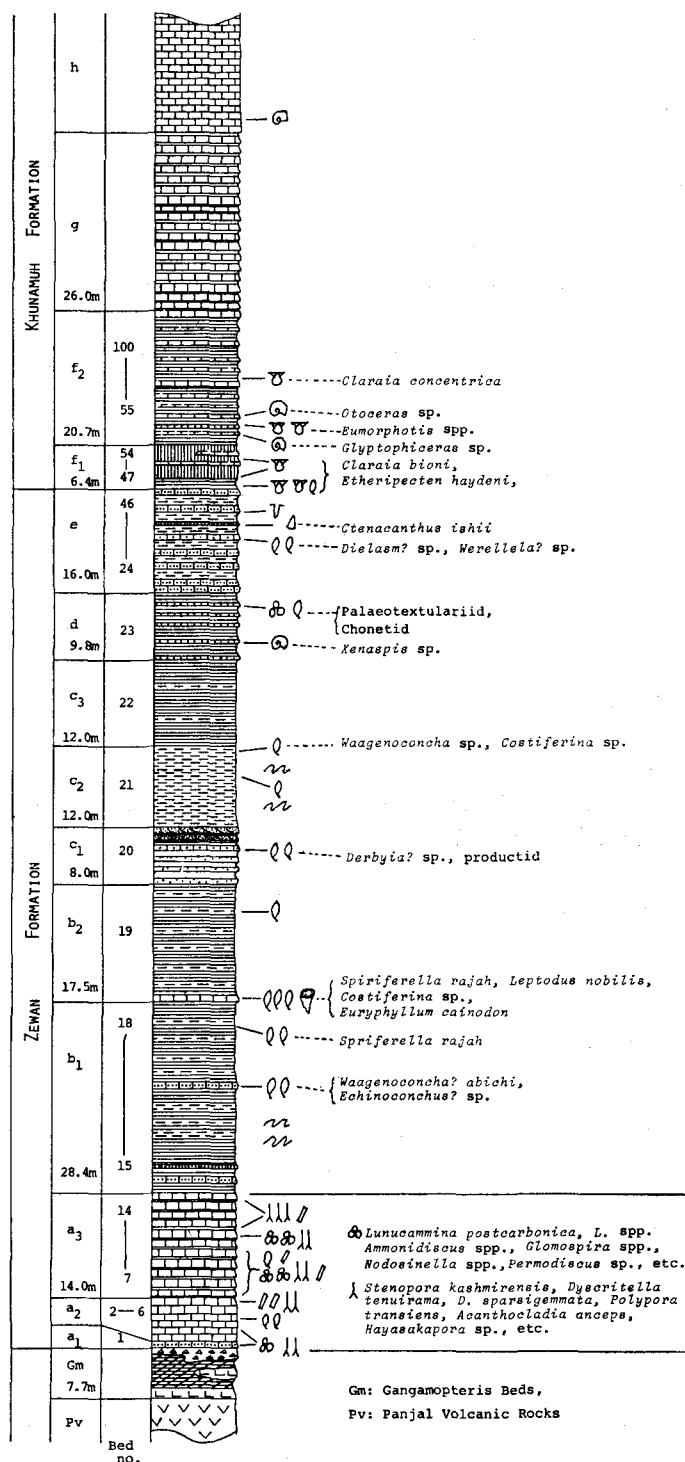 KHUNAMUH FORMATION
h
g
26.0m
f2
100
55
20.7m
Claraia concentrica
Otoceras sp.
Eumorphotis spp.
Glyptophiceras sp.
f1
54
47
6.4m
Claraia bioni,
Etheripecten haydeni,
ZEWAN FORMATION
e
46
24
16.0m
Ctenacanthus ishii
Dielasm? sp., Werellela? sp.
d
23
9.8m
Palaeotextulariid,
Chonetid
Xenaspis sp.
c3
22
12.0m
Waagenoconcha sp., Costiferina sp.
c2
21
12.0m
c1
20
8.0m
Derbyia? sp., productid
b2
19
17.5m
Spiriferella rajah, Leptodus nobilis,
Costiferina sp.,
Euryphyllum cainodon
b1
18
15
28.4m
Spriferella rajah
Waagenoconcha? abichi,
Echinoconchus? sp.
a3
14
7
14.0m
Lunucammina postcarbonica, L. spp.
Ammonidiscus spp., Glomospira spp.,
Nodosinella spp., Permodiscus sp., etc.
a2
2—6
Stenopora kashmirensis, Dyscritella
tenuirama, D. sparsigemmata, Polypora
transiens, Acanthocladia anceps,
Hayasakapora sp., etc.
a1
1
Gm
7.7m
Gm: Gangamopteris Beds,
Pv: Panjal Volcanic Rocks
Pv
Bed
no.